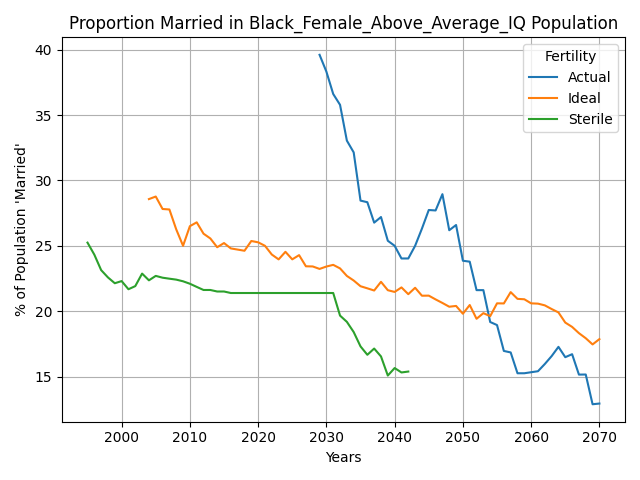 Proportion Married in Black_Female_Above_Average_IQ Population
Fertility
Actual
Ideal
Sterile
% of Population 'Married'
40
35
30
25
20
15
2000 2010 2020 2030 2040 2050 2060 2070
Years